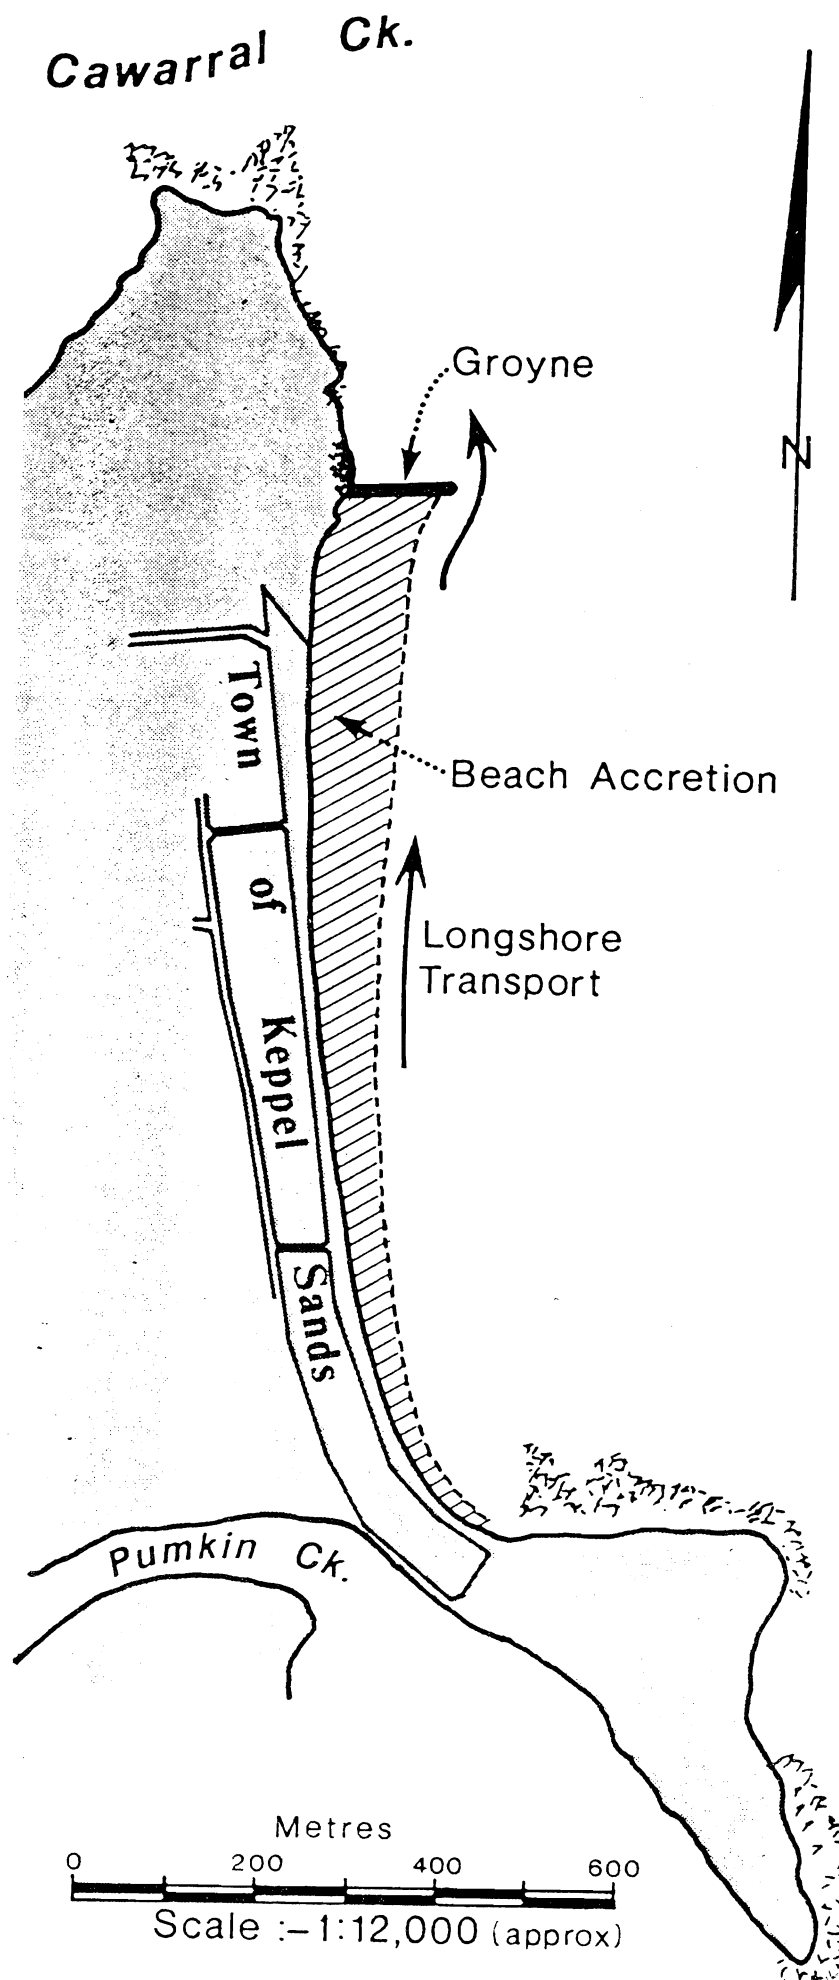 Cawarral Ck.
Groyne
N
Town
Beach Accretion
of
Longshore
Transport
Keppel
Sands
Pumkin Ck.
Metres
0 200 400 600
Scale :-1:12,000 (approx)